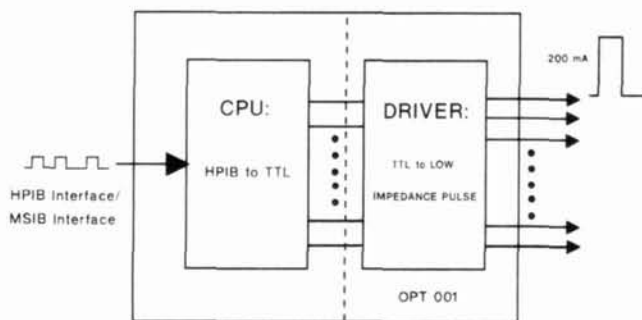 200 mA
CPU:
HPIB to TTL
DRIVER:
TTL to LOW
IMPEDANCE PULSE
HPIB Interface/
MSIB Interface
OPT 001